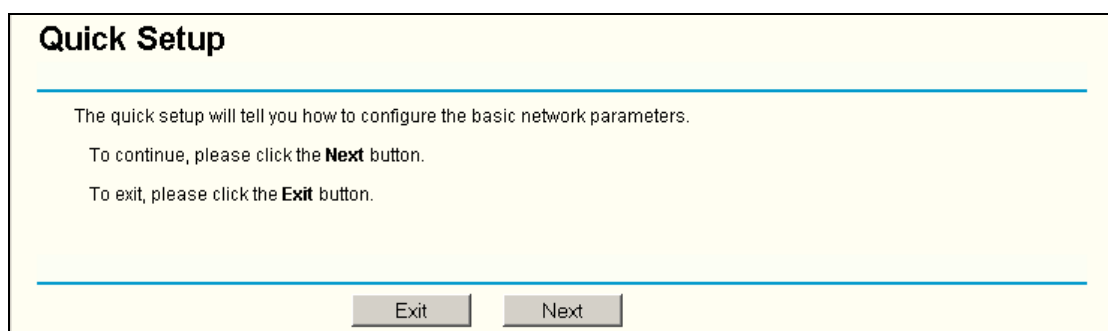 Quick Setup
The quick setup will tell you how to configure the basic network parameters.
To continue, please click the Next button.
To exit, please click the Exit button.
Exit Next